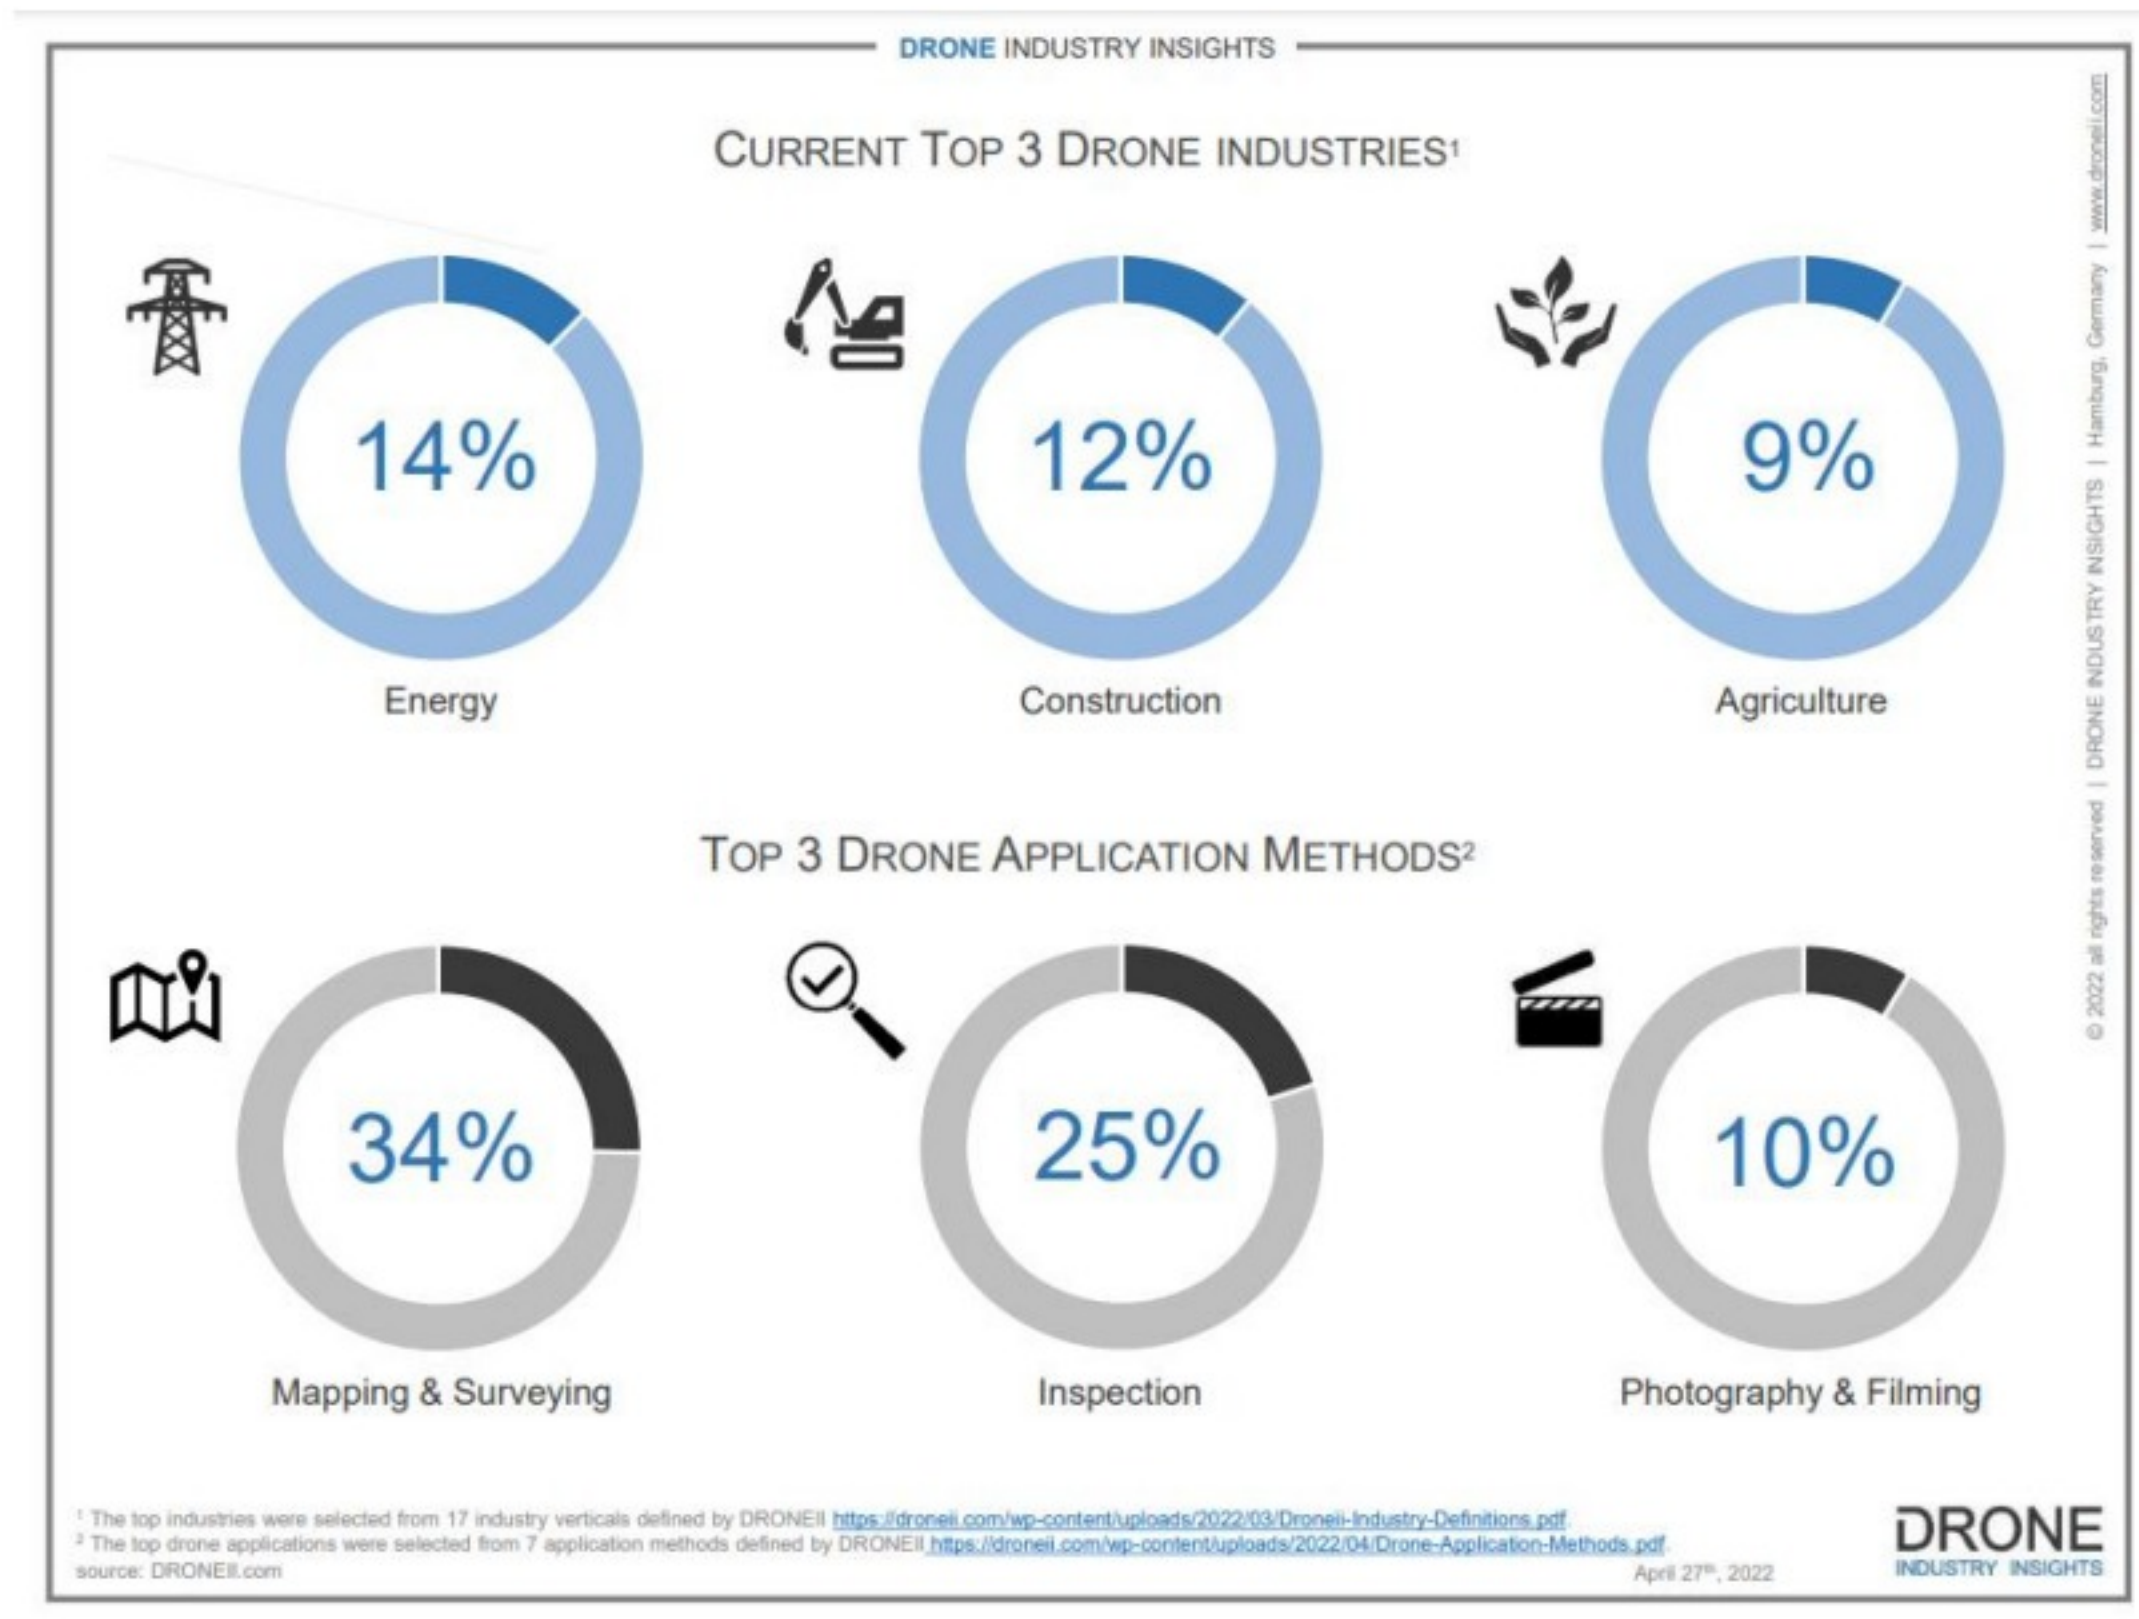 DRONE INDUSTRY INSIGHTS
CURRENT TOP 3 DRONE INDUSTRIES¹
14%
12%
9%
Energy
Construction
Agriculture
TOP 3 DRONE APPLICATION METHODS²
34%
25%
10%
Mapping & Surveying
Inspection
Photography & Filming
¹ The top industries were selected from 17 industry verticals defined by DRONEII https://droneii.com/wp-content/uploads/2022/03/Droneii-Industry-Definitions.pdf.
² The top drone applications were selected from 7 application methods defined by DRONEII https://droneii.com/wp-content/uploads/2022/04/Drone-Application-Methods.pdf.
source: DRONEII.com
April 27th, 2022
DRONE
INDUSTRY INSIGHTS
© 2022 all rights reserved | DRONE INDUSTRY INSIGHTS | Hamburg, Germany | www.droneii.com